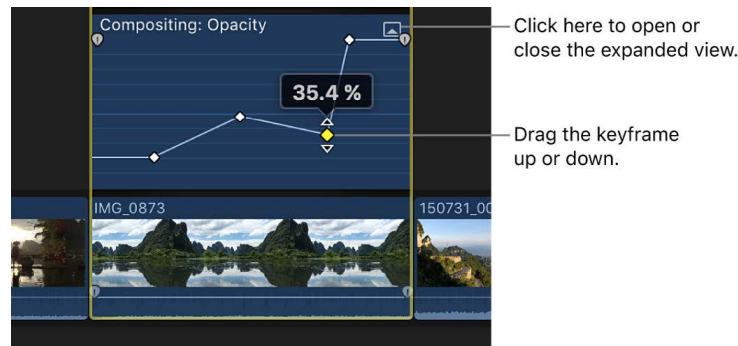 Compositing: Opacity
Click here to open or
close the expanded view.
35.4 %
Drag the keyframe
up or down.
IMG_0873
150731_00